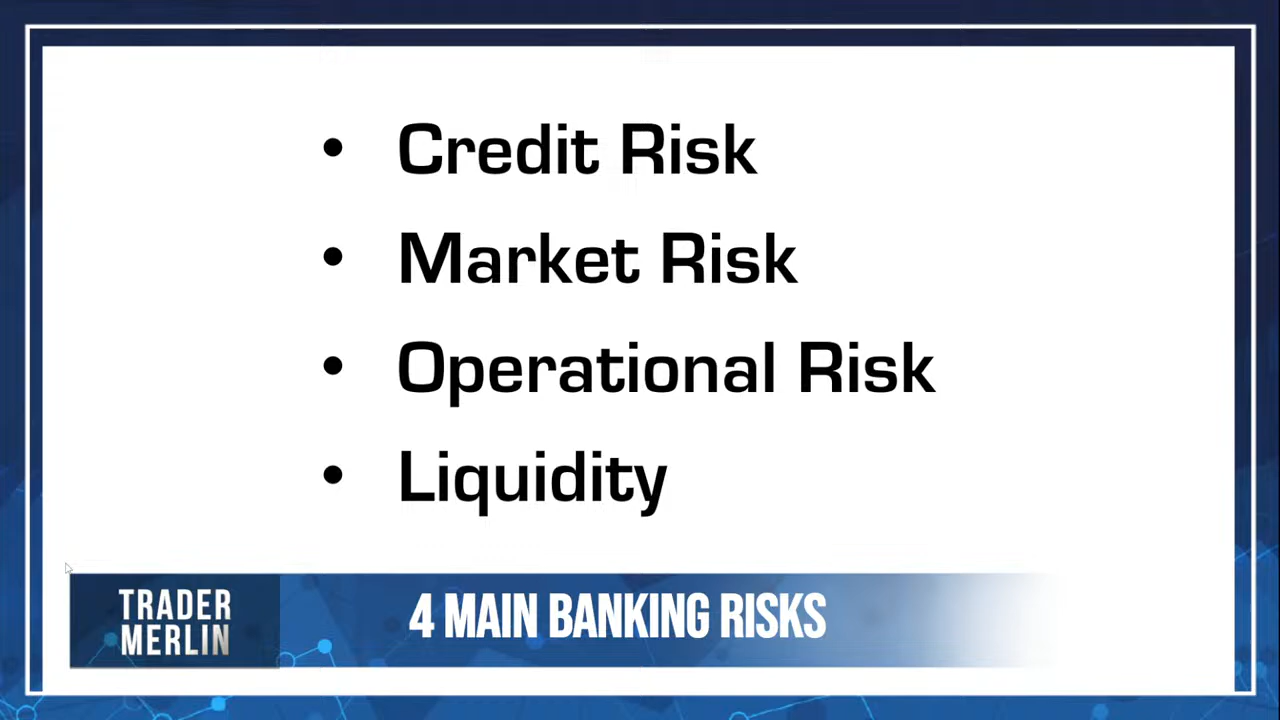 • Credit Risk
• Market Risk
• Operational Risk
• Liquidity
TRADER
MERLIN
4 MAIN BANKING RISKS